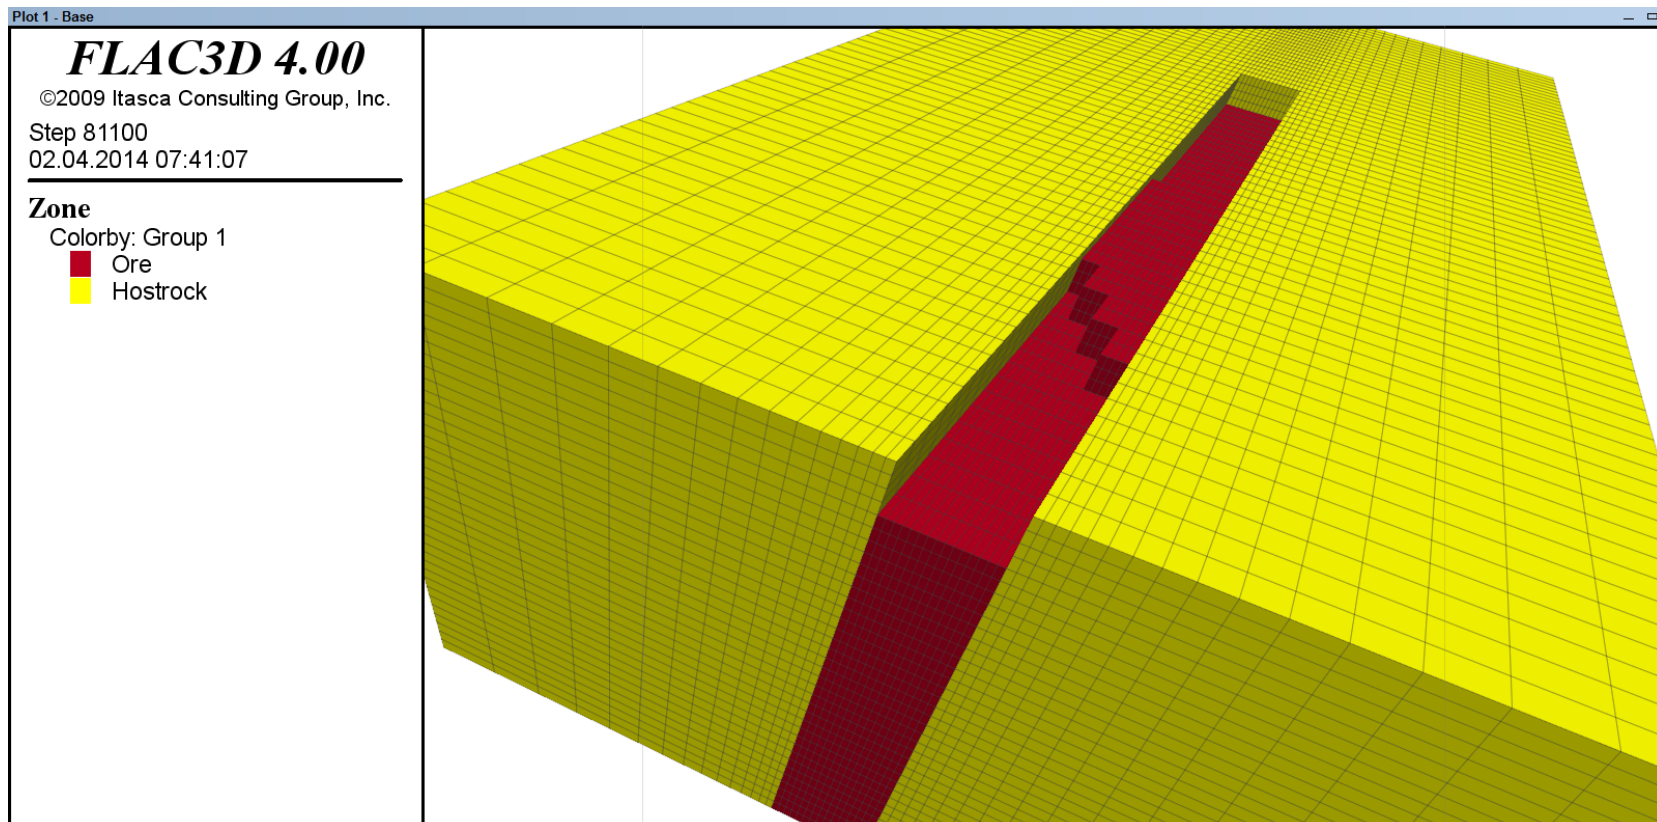 Plot 1 - Base
FLAC3D 4.00
©2009 Itasca Consulting Group, Inc.
Step 81100
02.04.2014 07:41:07
Zone
Colorby: Group 1
Ore
Hostrock